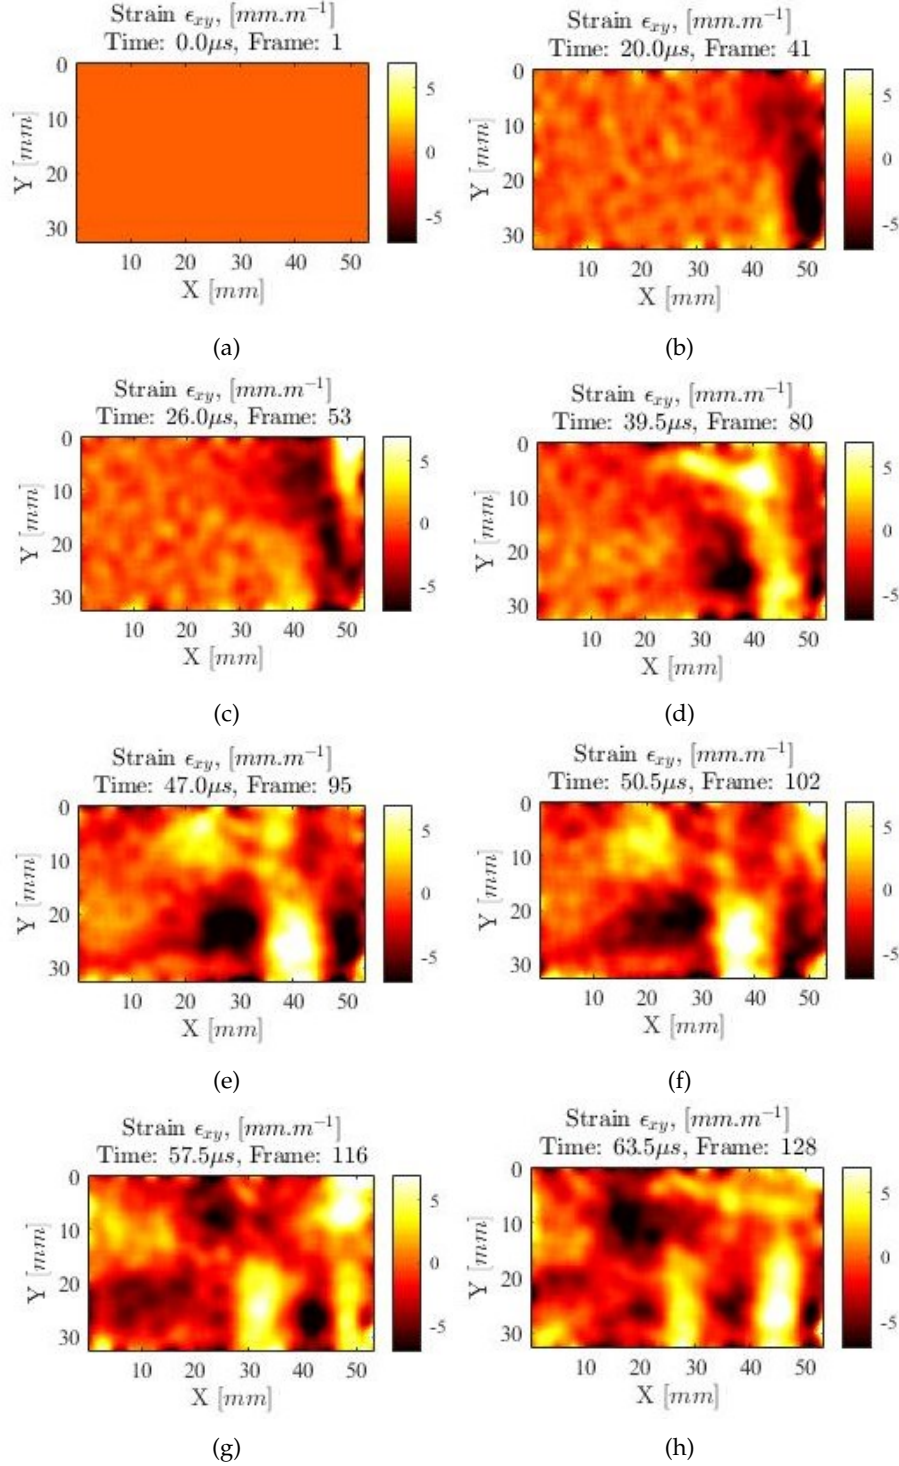 Strain ϵxy, [mm.m−1]
Time: 0.0μs, Frame: 1
0
10
20
30
Y [mm]
10 20 30 40 50
X [mm]
5
0
-5
(a)
Strain ϵxy, [mm.m−1]
Time: 20.0μs, Frame: 41
0
10
20
30
Y [mm]
10 20 30 40 50
X [mm]
5
0
-5
(b)
Strain ϵxy, [mm.m−1]
Time: 26.0μs, Frame: 53
0
10
20
30
Y [mm]
10 20 30 40 50
X [mm]
5
0
-5
(c)
Strain ϵxy, [mm.m−1]
Time: 39.5μs, Frame: 80
0
10
20
30
Y [mm]
10 20 30 40 50
X [mm]
5
0
-5
(d)
Strain ϵxy, [mm.m−1]
Time: 47.0μs, Frame: 95
0
10
20
30
Y [mm]
10 20 30 40 50
X [mm]
5
0
-5
(e)
Strain ϵxy, [mm.m−1]
Time: 50.5μs, Frame: 102
0
10
20
30
Y [mm]
10 20 30 40 50
X [mm]
5
0
-5
(f)
Strain ϵxy, [mm.m−1]
Time: 57.5μs, Frame: 116
0
10
20
30
Y [mm]
10 20 30 40 50
X [mm]
5
0
-5
(g)
Strain ϵxy, [mm.m−1]
Time: 63.5μs, Frame: 128
0
10
20
30
Y [mm]
10 20 30 40 50
X [mm]
5
0
-5
(h)